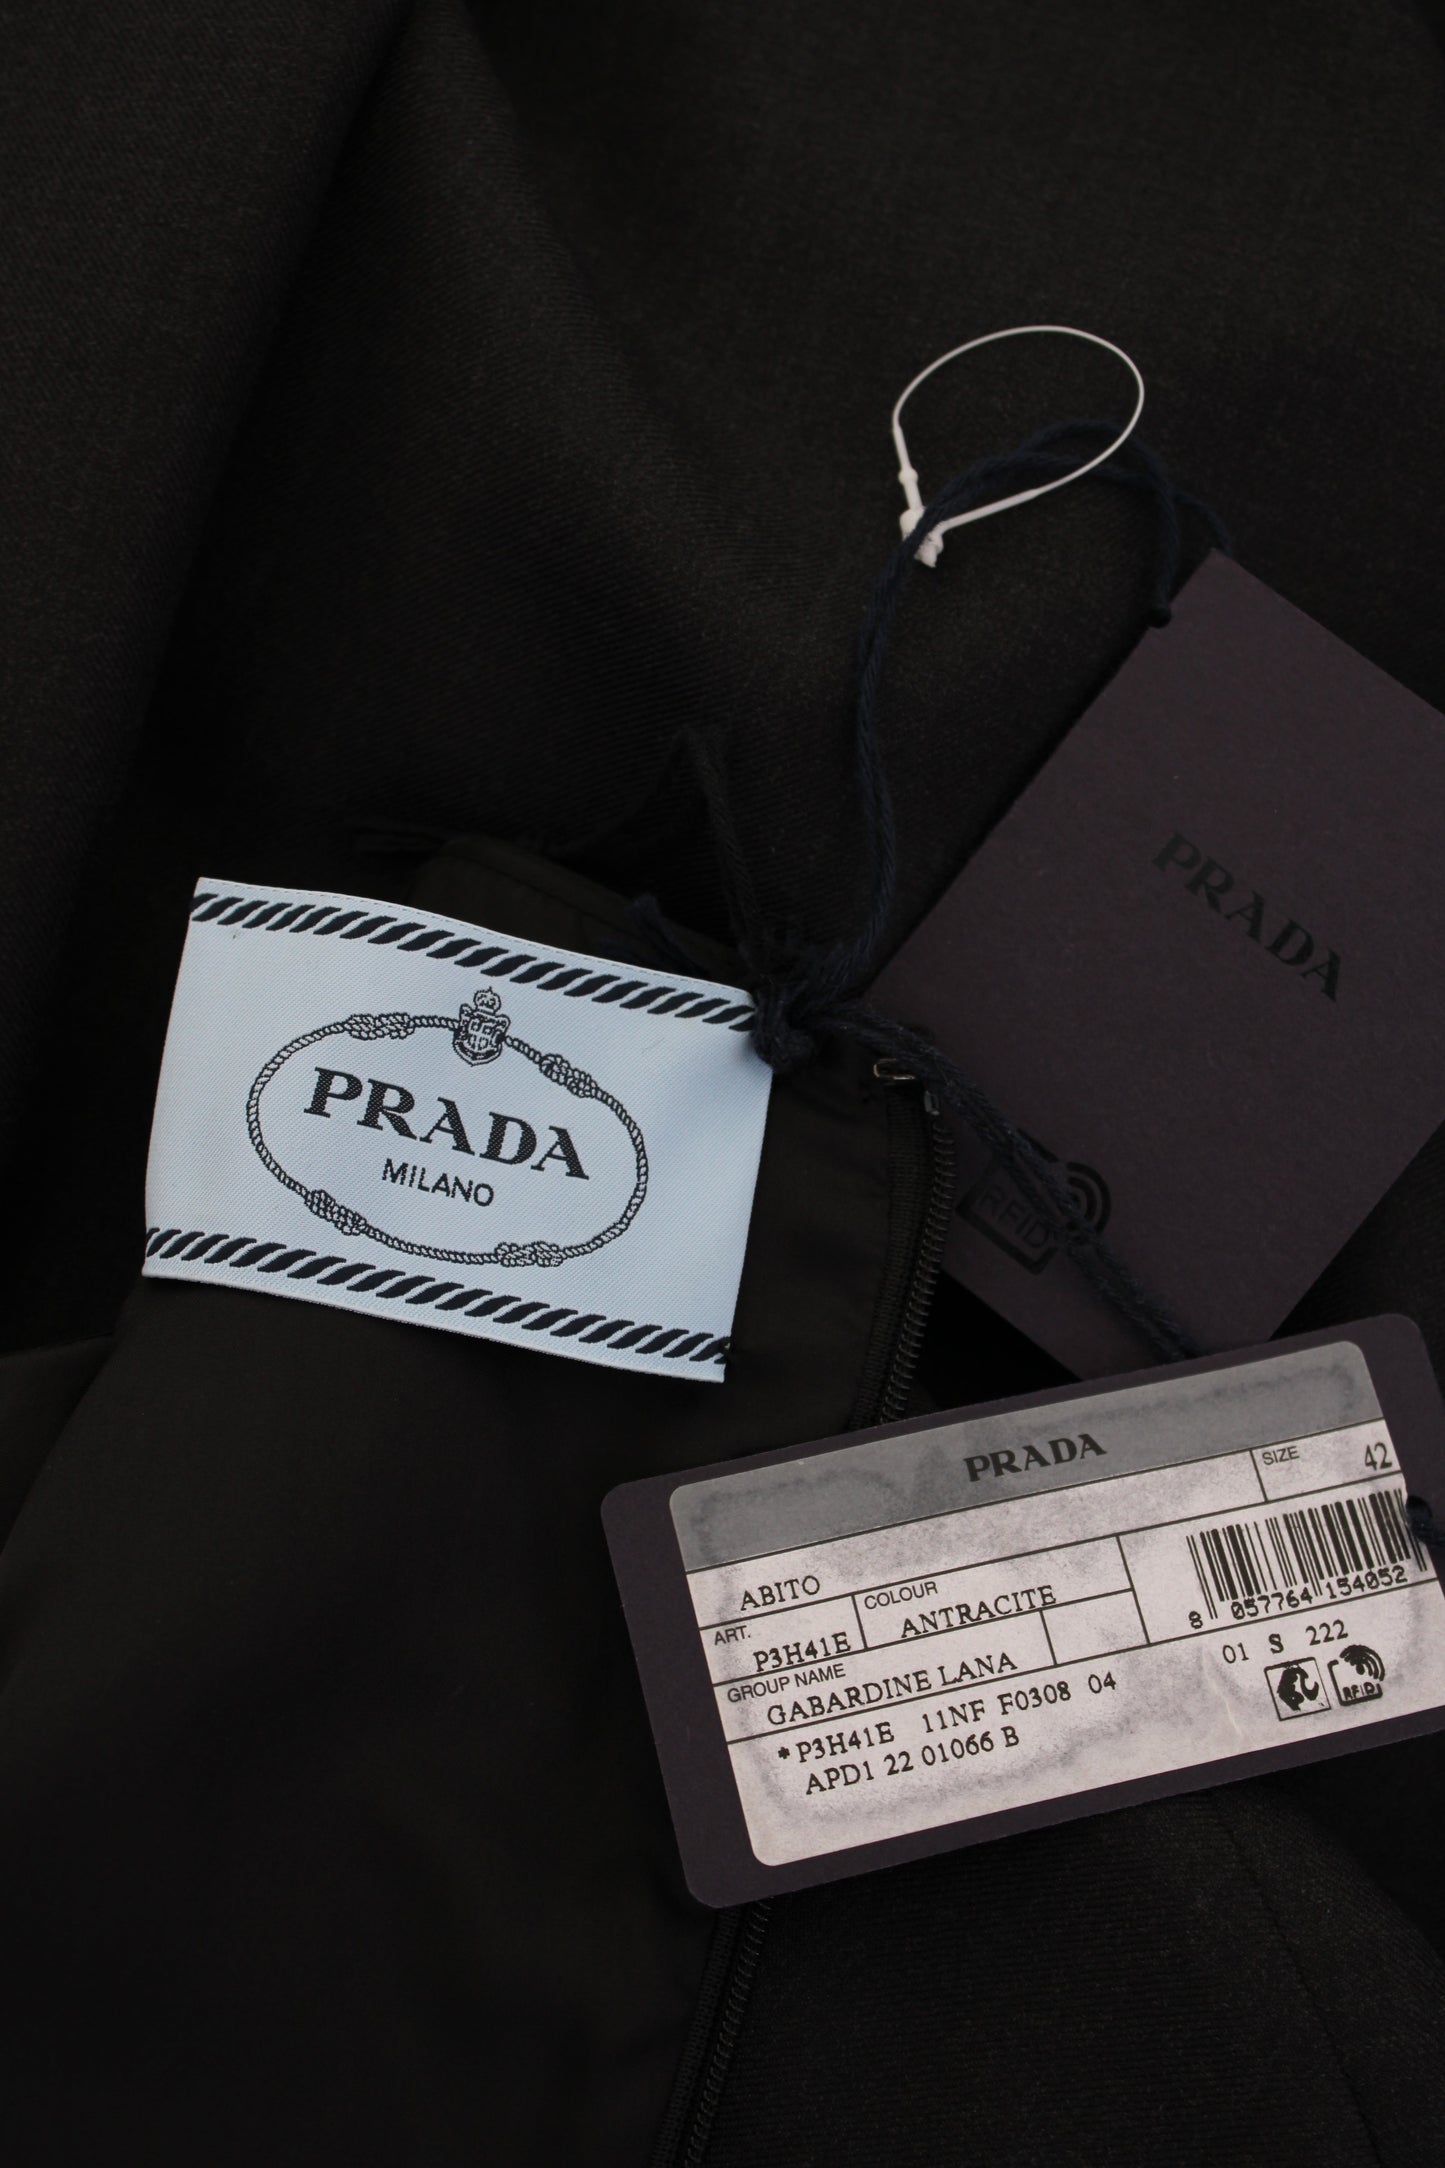 PRADA
RFID
PRADA
MILANO
PRADA
SIZE 42
ABITO
ART. P3H41E
COLOUR ANTRACITE
8 057764 154052
GROUP NAME
GABARDINE LANA
01 S 222
*P3H41E 11NF F0308 04
APD1 22 01066 B
RFID